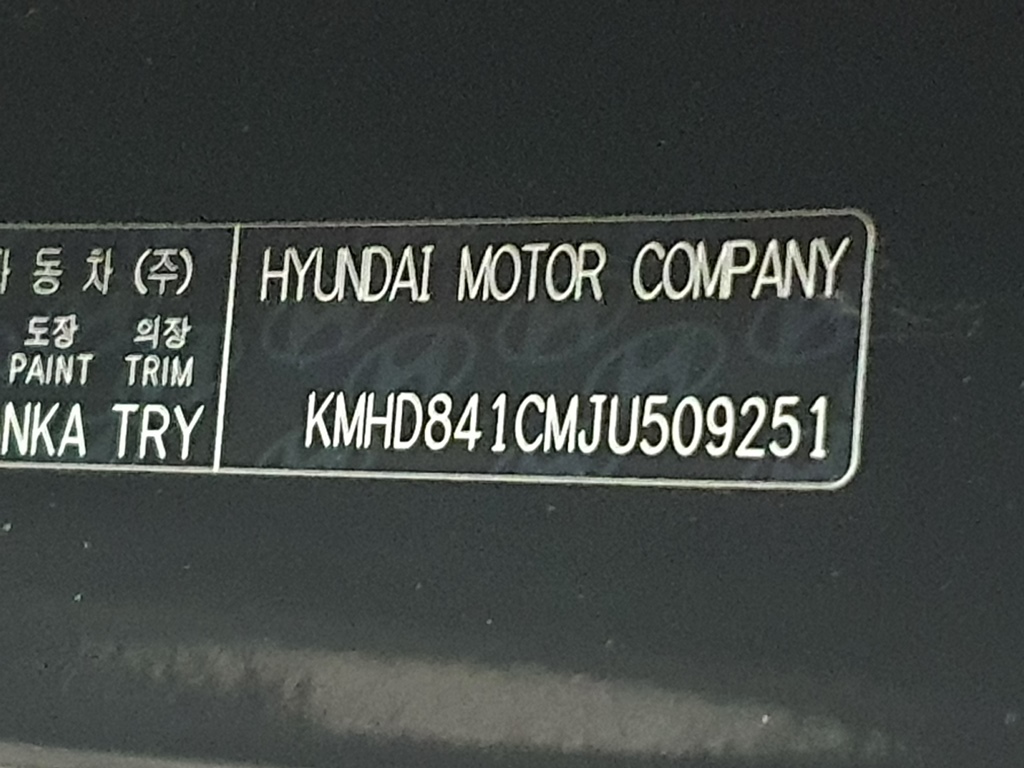 동차(주) HYUNDAI MOTOR COMPANY
도장 의장
PAINT TRIM
NKA TRY KMHD841CMJU509251